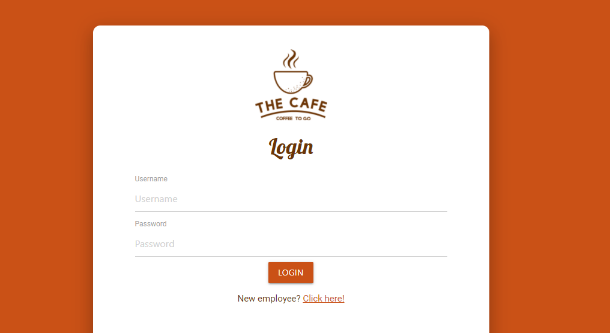 THE CAFE
COFFEE TO GO
Login
Username
Username
Password
Password
LOGIN
New employee? Click here!